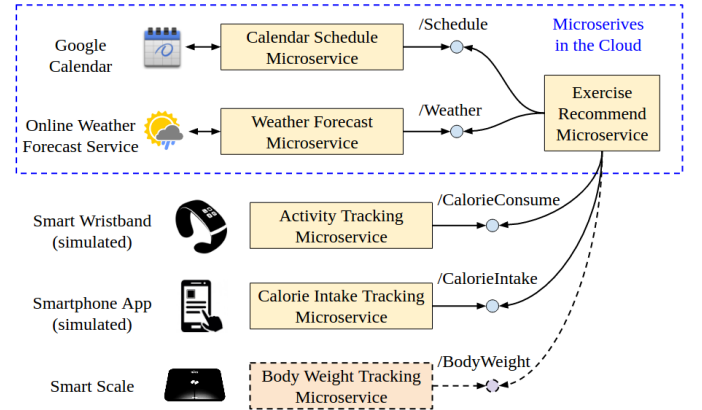 Google
Calendar
Calendar Schedule
Microservice
/Schedule
Microserives
in the Cloud
Online Weather
Forecast Service
Weather Forecast
Microservice
/Weather
Exercise
Recommend
Microservice
Smart Wristband
(simulated)
Activity Tracking
Microservice
/CalorieConsume
Smartphone App
(simulated)
Calorie Intake Tracking
Microservice
/CalorieIntake
Smart Scale
Body Weight Tracking
Microservice
/BodyWeight